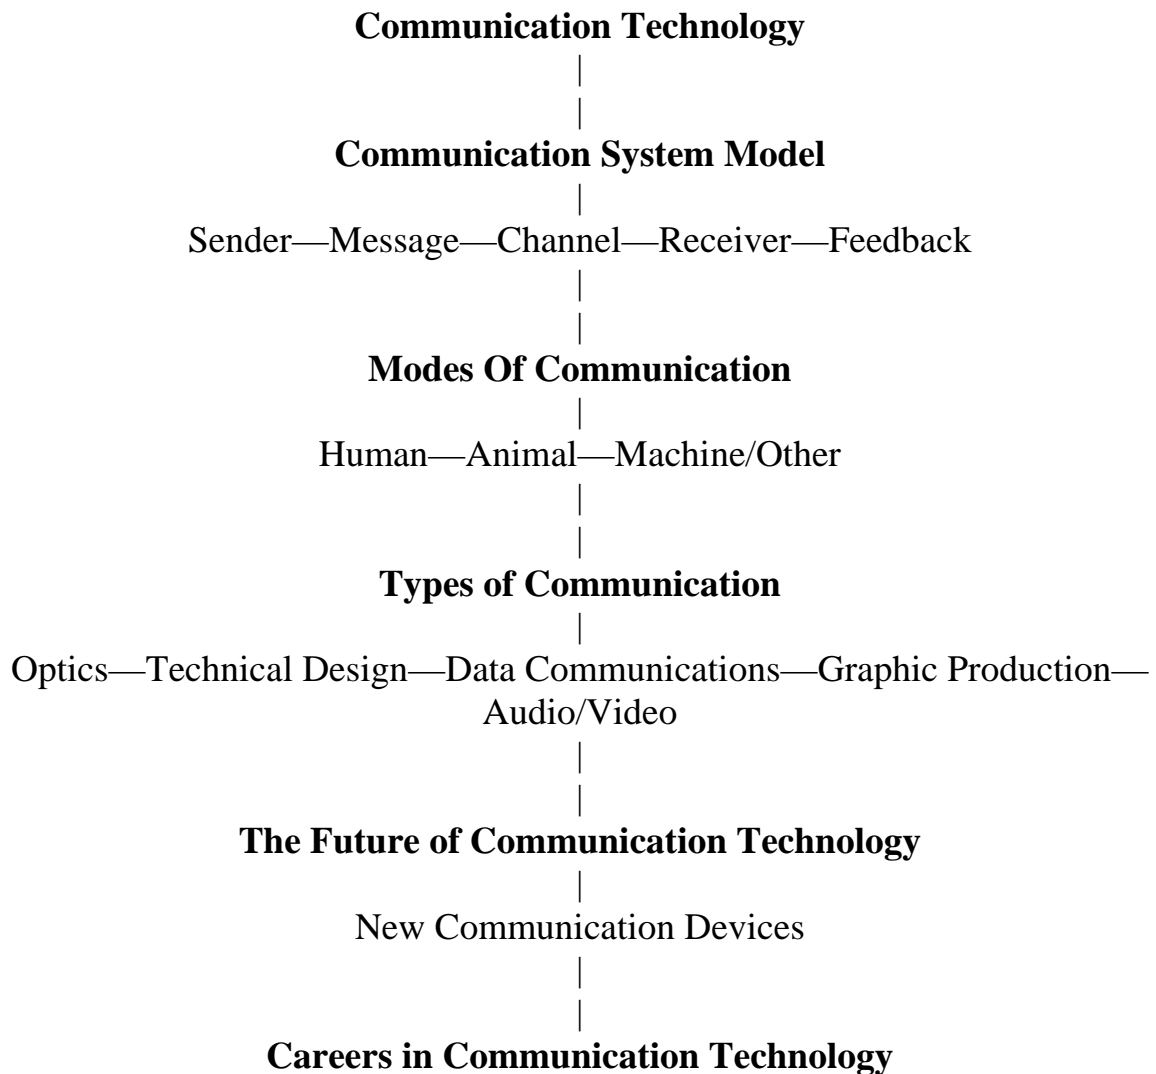 Communication Technology
Communication System Model
Sender—Message—Channel—Receiver—Feedback
Modes Of Communication
Human—Animal—Machine/Other
Types of Communication
Optics—Technical Design—Data Communications—Graphic Production—
Audio/Video
The Future of Communication Technology
New Communication Devices
Careers in Communication Technology